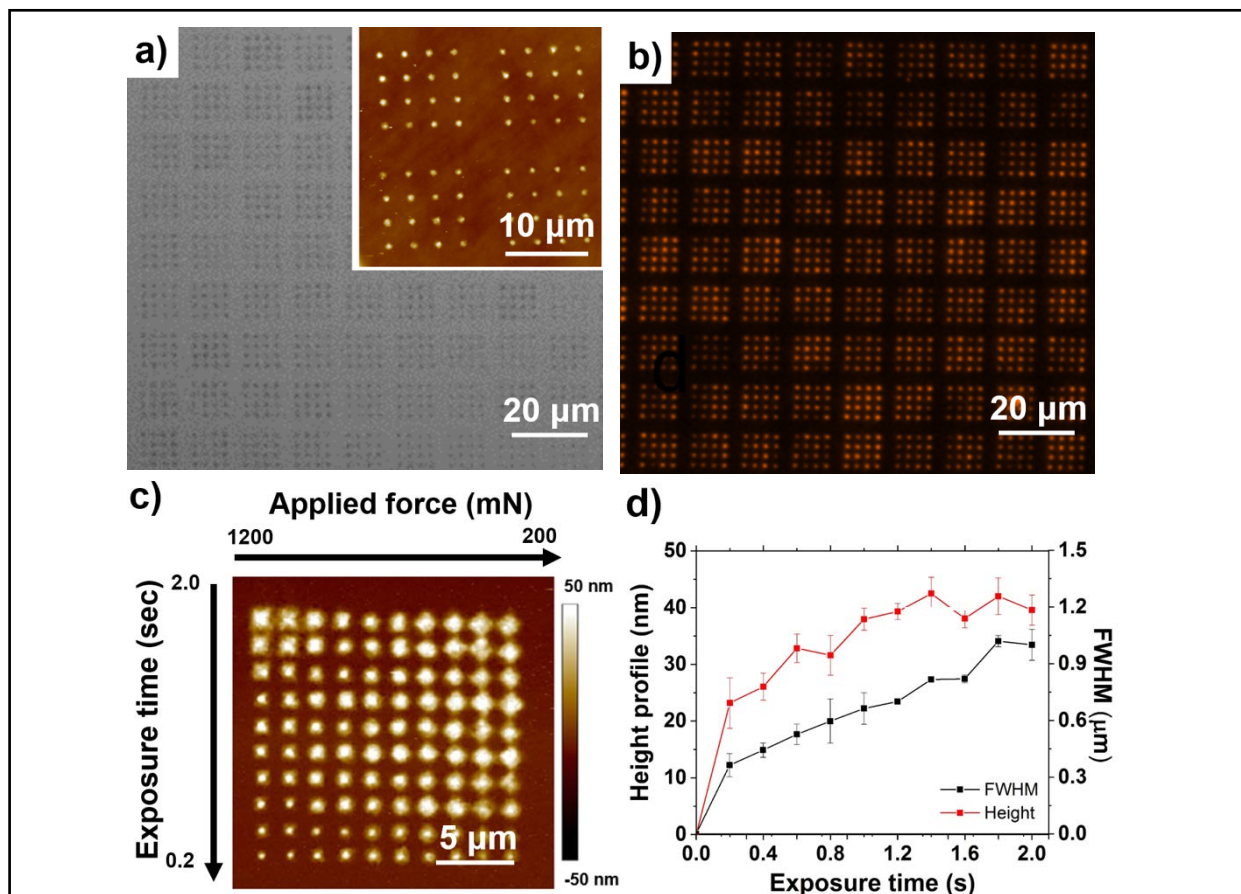 a)
10 µm
20 µm
b)
d
20 µm
c)
Applied force (mN)
1200
200
2.0
Exposure time (sec)
0.2
50 nm
-50 nm
5 µm
d)
50
40
30
20
10
0
Height profile (nm)
1.5
1.2
0.9
0.6
0.3
0.0
FWHM (µm)
FWHM
Height
0.0 0.4 0.8 1.2 1.6 2.0
Exposure time (s)